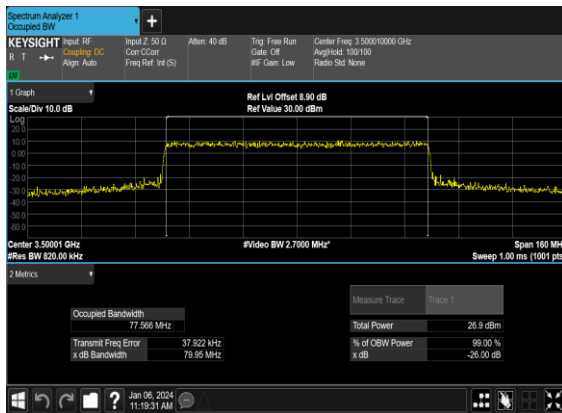 Spectrum Analyzer 1
Occupied BW
+
KEYSIGHT
R T
Input: RF
Coupling: DC
Align: Auto
Input Z: 50 Ω
Corr CCorr
Freq Ref: Int (S)
Atten: 40 dB
Trig: Free Run
Gate: Off
#IF Gain: Low
Center Freq: 3.500010000 GHz
Avg|Hold: 100/100
Radio Std: None
1 Graph
Scale/Div 10.0 dB
Ref Lvl Offset 8.90 dB
Ref Value 30.00 dBm
Log
20.0
10.0
0.00
-10.0
-20.0
-30.0
-40.0
-50.0
-60.0
Center 3.50001 GHz
#Video BW 2.7000 MHz*
Span 160 MH
#Res BW 820.00 kHz
Sweep 1.00 ms (1001 pts
2 Metrics
Measure Trace Trace 1
Occupied Bandwidth
77.566 MHz
Total Power 26.9 dBm
Transmit Freq Error 37.922 kHz
% of OBW Power 99.00 %
x dB Bandwidth 79.95 MHz
x dB -26.00 dB
?
Jan 06, 2024
11:19:31 AM